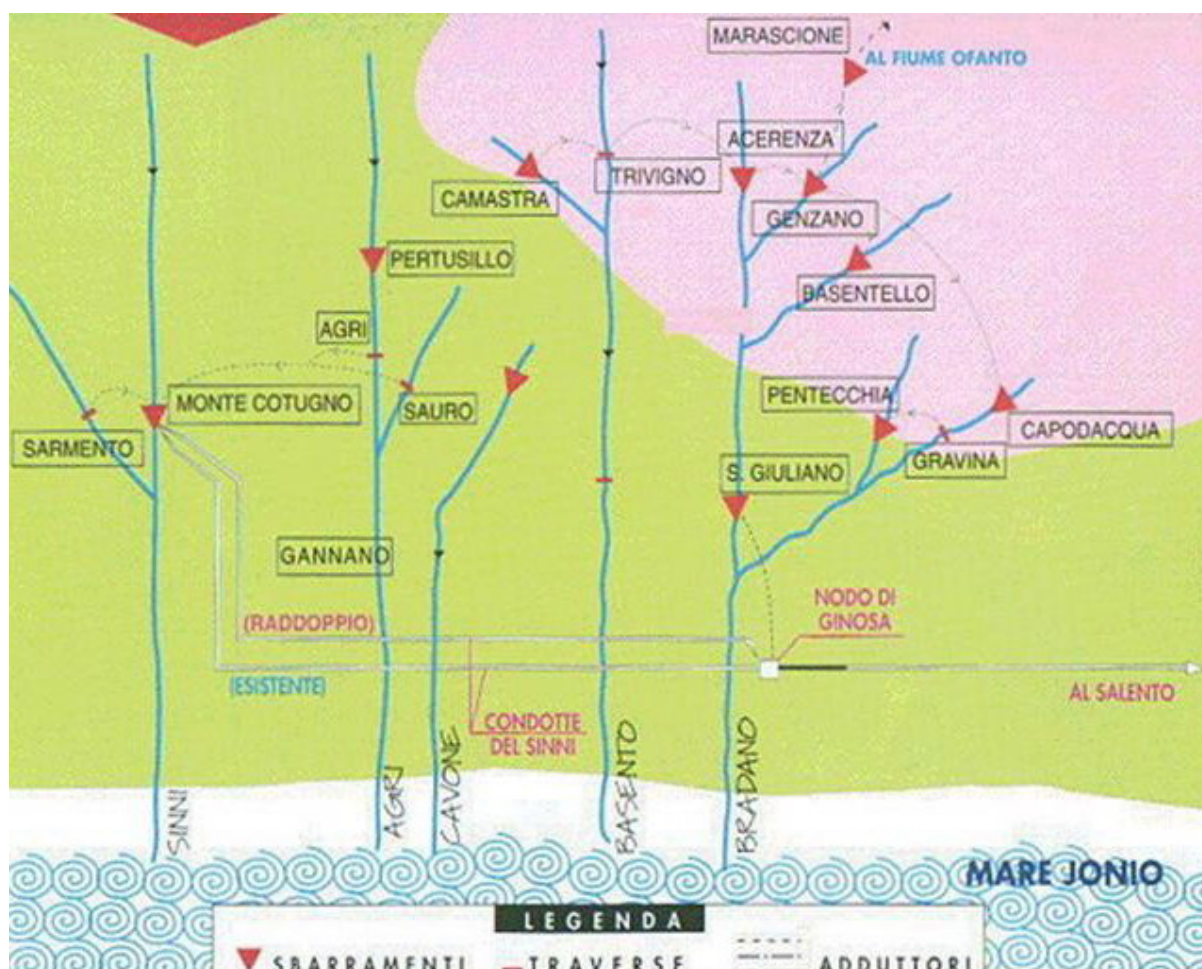 MARASCIONE
AL FIUME OFANTO
ACERENZA
TRIVIGNO
CAMASTRA
GENZANO
PERTUSILLO
BASENTELLO
AGRI
MONTE COTUGNO
SAURO
PENTECCHIA
CAPODACQUA
SARMENTO
GRAVINA
S. GIULIANO
GANNANO
NODO DI
GINOSA
(RADDOPPIO)
(ESISTENTE)
AL SALENTO
CONDOTTE
DEL SINNI
SINNI
AGRI
CAVONE
BASENTO
BRADANO
MARE JONIO
LEGENDA
SBARRAMENTI
TRAVERSE
ADDUTTORI